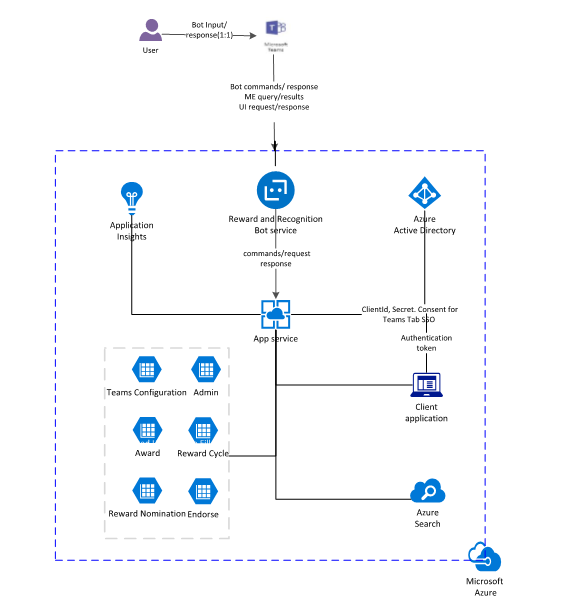 Bot Input/
response(1:1)
User
Microsoft
Teams
Bot commands/ response
ME query/results
UI request/response
Application
Insights
Reward and Recognition
Bot service
Azure
Active Directory
commands/request
response
ClientId, Secret. Consent for
Teams Tab SSO
App service
Authentication
token
Teams Configuration
Admin
Client
application
Award
Reward Cycle
Reward Nomination
Endorse
Azure
Search
Microsoft
Azure